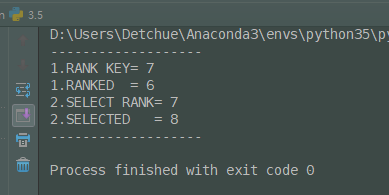 n 3.5
D:\Users\Detchue\Anaconda3\envs\python35\py
-------------------
1.RANK KEY= 7
1.RANKED  = 6
2.SELECT RANK= 7
2.SELECTED   = 8
-------------------
Process finished with exit code 0